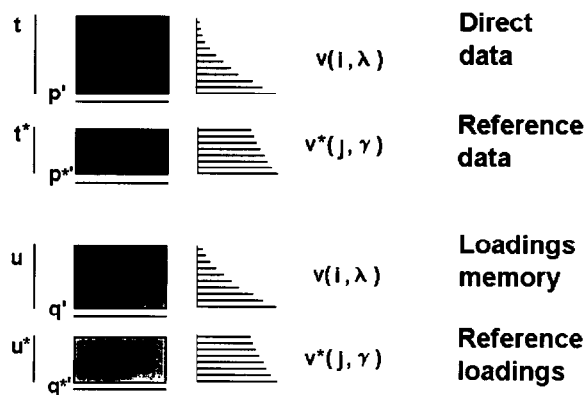 t
p'
v(i,λ)
Direct
data
t*
p*'
v*(j,γ)
Reference
data
u
q'
v(i,λ)
Loadings
memory
u*
q*'
v*(j,γ)
Reference
loadings